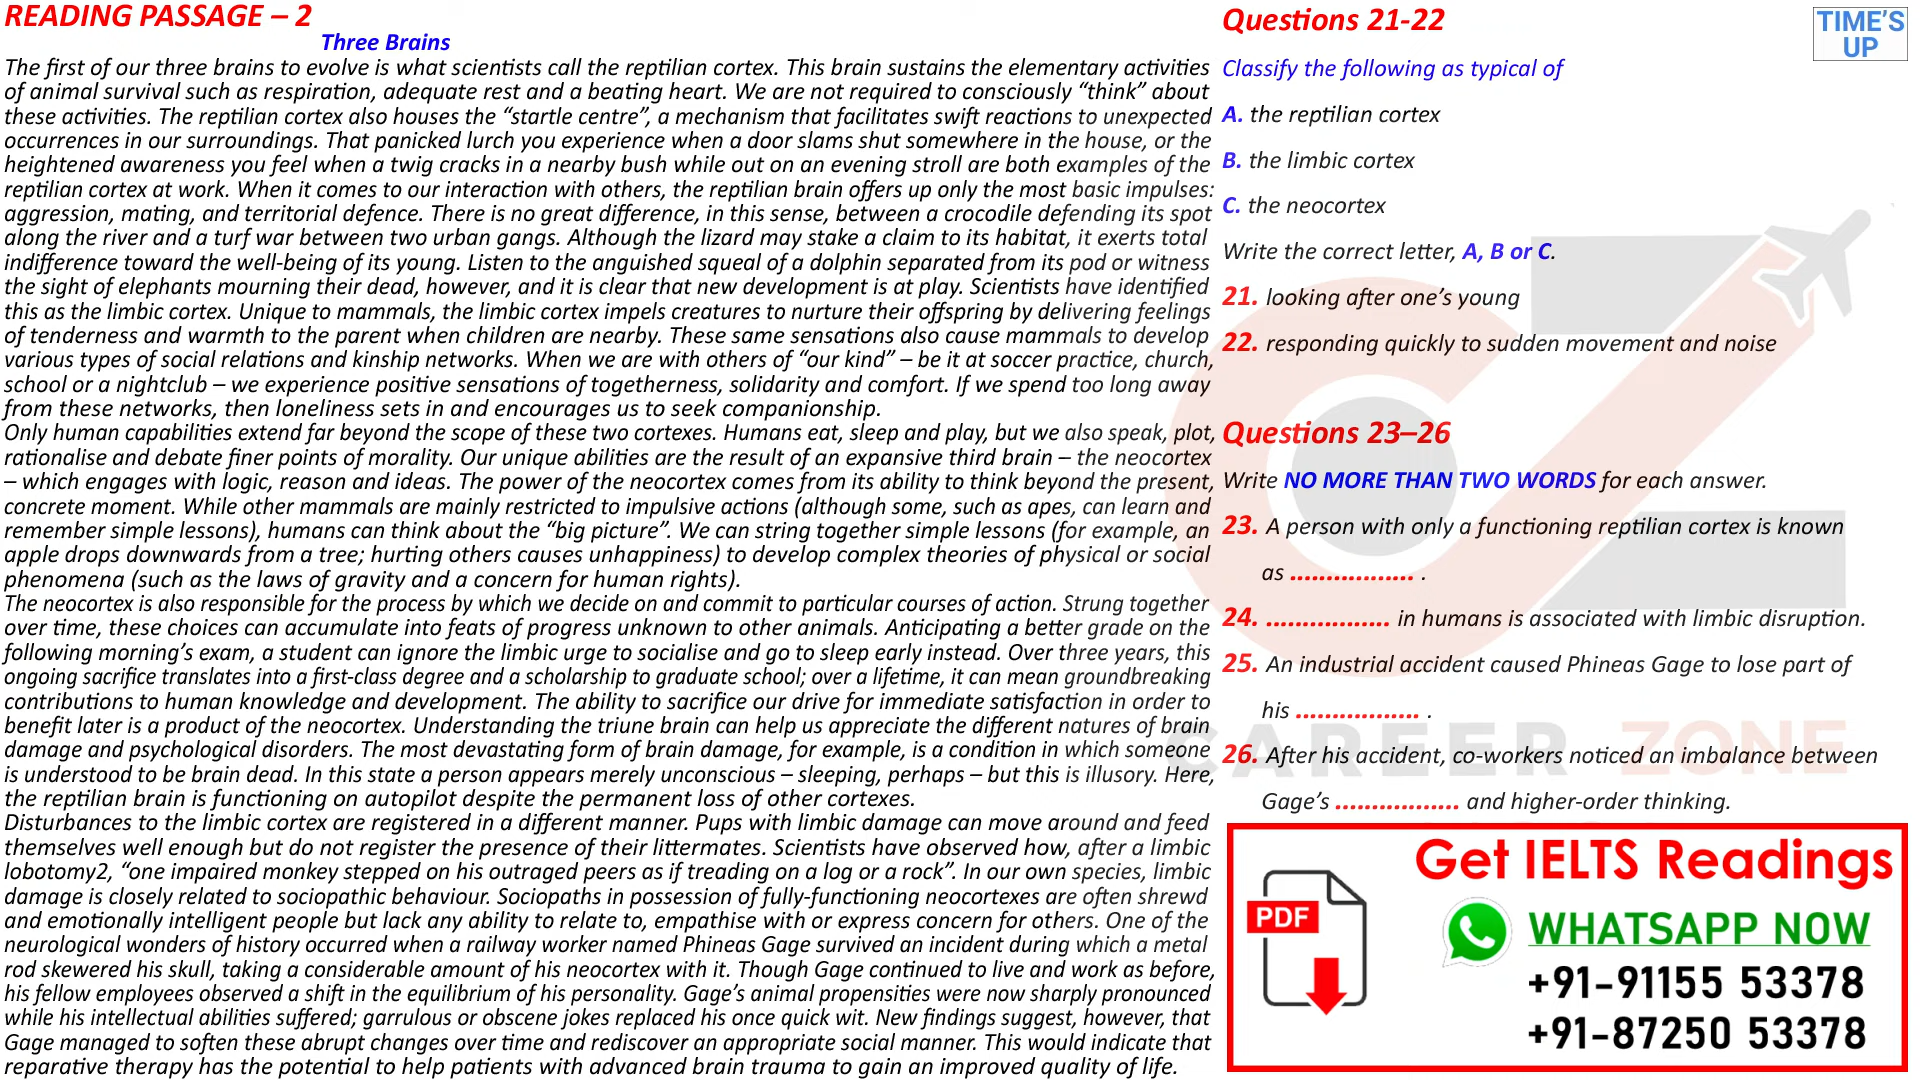 READING PASSAGE – 2
Three Brains
The first of our three brains to evolve is what scientists call the reptilian cortex. This brain sustains the elementary activities
of animal survival such as respiration, adequate rest and a beating heart. We are not required to consciously “think” about
these activities. The reptilian cortex also houses the “startle centre”, a mechanism that facilitates swift reactions to unexpected
occurrences in our surroundings. That panicked lurch you experience when a door slams shut somewhere in the house, or the
heightened awareness you feel when a twig cracks in a nearby bush while out on an evening stroll are both examples of the
reptilian cortex at work. When it comes to our interaction with others, the reptilian brain offers up only the most basic impulses:
aggression, mating, and territorial defence. There is no great difference, in this sense, between a crocodile defending its spot
along the river and a turf war between two urban gangs. Although the lizard may stake a claim to its habitat, it exerts total
indifference toward the well-being of its young. Listen to the anguished squeal of a dolphin separated from its pod or witness
the sight of elephants mourning their dead, however, and it is clear that new development is at play. Scientists have identified
this as the limbic cortex. Unique to mammals, the limbic cortex impels creatures to nurture their offspring by delivering feelings
of tenderness and warmth to the parent when children are nearby. These same sensations also cause mammals to develop
various types of social relations and kinship networks. When we are with others of “our kind” – be it at soccer practice, church,
school or a nightclub – we experience positive sensations of togetherness, solidarity and comfort. If we spend too long away
from these networks, then loneliness sets in and encourages us to seek companionship.
Only human capabilities extend far beyond the scope of these two cortexes. Humans eat, sleep and play, but we also speak, plot,
rationalise and debate finer points of morality. Our unique abilities are the result of an expansive third brain – the neocortex
– which engages with logic, reason and ideas. The power of the neocortex comes from its ability to think beyond the present,
concrete moment. While other mammals are mainly restricted to impulsive actions (although some, such as apes, can learn and
remember simple lessons), humans can think about the “big picture”. We can string together simple lessons (for example, an
apple drops downwards from a tree; hurting others causes unhappiness) to develop complex theories of physical or social
phenomena (such as the laws of gravity and a concern for human rights).
The neocortex is also responsible for the process by which we decide on and commit to particular courses of action. Strung together
over time, these choices can accumulate into feats of progress unknown to other animals. Anticipating a better grade on the
following morning’s exam, a student can ignore the limbic urge to socialise and go to sleep early instead. Over three years, this
ongoing sacrifice translates into a first-class degree and a scholarship to graduate school; over a lifetime, it can mean groundbreaking
contributions to human knowledge and development. The ability to sacrifice our drive for immediate satisfaction in order to
benefit later is a product of the neocortex. Understanding the triune brain can help us appreciate the different natures of brain
damage and psychological disorders. The most devastating form of brain damage, for example, is a condition in which someone
is understood to be brain dead. In this state a person appears merely unconscious – sleeping, perhaps – but this is illusory. Here,
the reptilian brain is functioning on autopilot despite the permanent loss of other cortexes.
Disturbances to the limbic cortex are registered in a different manner. Pups with limbic damage can move around and feed
themselves well enough but do not register the presence of their littermates. Scientists have observed how, after a limbic
lobotomy2, “one impaired monkey stepped on his outraged peers as if treading on a log or a rock”. In our own species, limbic
damage is closely related to sociopathic behaviour. Sociopaths in possession of fully-functioning neocortexes are often shrewd
and emotionally intelligent people but lack any ability to relate to, empathise with or express concern for others. One of the
neurological wonders of history occurred when a railway worker named Phineas Gage survived an incident during which a metal
rod skewered his skull, taking a considerable amount of his neocortex with it. Though Gage continued to live and work as before,
his fellow employees observed a shift in the equilibrium of his personality. Gage’s animal propensities were now sharply pronounced
while his intellectual abilities suffered; garrulous or obscene jokes replaced his once quick wit. New findings suggest, however, that
Gage managed to soften these abrupt changes over time and rediscover an appropriate social manner. This would indicate that
reparative therapy has the potential to help patients with advanced brain trauma to gain an improved quality of life.
Questions 21-22
TIME’S
UP
Classify the following as typical of
A. the reptilian cortex
B. the limbic cortex
C. the neocortex
Write the correct letter, A, B or C.
21. looking after one’s young
22. responding quickly to sudden movement and noise
Questions 23–26
Write NO MORE THAN TWO WORDS for each answer.
23. A person with only a functioning reptilian cortex is known
as ................. .
24. ................. in humans is associated with limbic disruption.
25. An industrial accident caused Phineas Gage to lose part of
his ................. .
CAREER ZONE
26. After his accident, co-workers noticed an imbalance between
Gage’s ................. and higher-order thinking.
Get IELTS Readings
PDF
WHATSAPP NOW
+91-91155 53378
+91-87250 53378